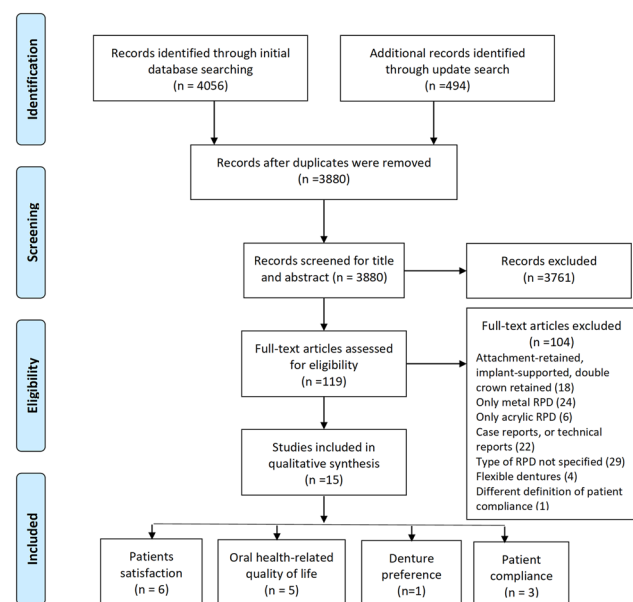 Identification
Records identified through initial
database searching
(n = 4056)
Additional records identified
through update search
(n =494)
Records after duplicates were removed
(n =3880)
Screening
Records screened for title
and abstract (n = 3880)
Records excluded
(n =3761)
Eligibility
Full-text articles assessed
for eligibility
(n =119)
Full-text articles excluded
(n =104)
Attachment-retained,
implant-supported, double
crown retained (18)
Only metal RPD (24)
Only acrylic RPD (6)
Case reports, or technical
reports (22)
Type of RPD not specified (29)
Flexible dentures (4)
Different definition of patient
compliance (1)
Studies included in
qualitative synthesis
(n =15)
Included
Patients
satisfaction
(n = 6)
Oral health-related
quality of life
(n = 5)
Denture
preference
(n=1)
Patient
compliance
(n = 3)